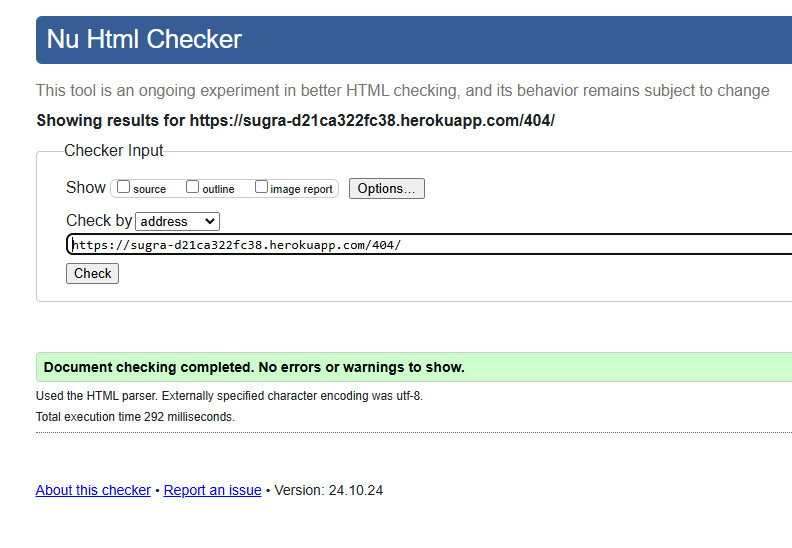 Nu Html Checker
This tool is an ongoing experiment in better HTML checking, and its behavior remains subject to change
Showing results for https://sugra-d21ca322fc38.herokuapp.com/404/
Checker Input
Show source outline image report Options...
Check by address
https://sugra-d21ca322fc38.herokuapp.com/404/
Check
Document checking completed. No errors or warnings to show.
Used the HTML parser. Externally specified character encoding was utf-8.
Total execution time 292 milliseconds.
About this checker • Report an issue • Version: 24.10.24